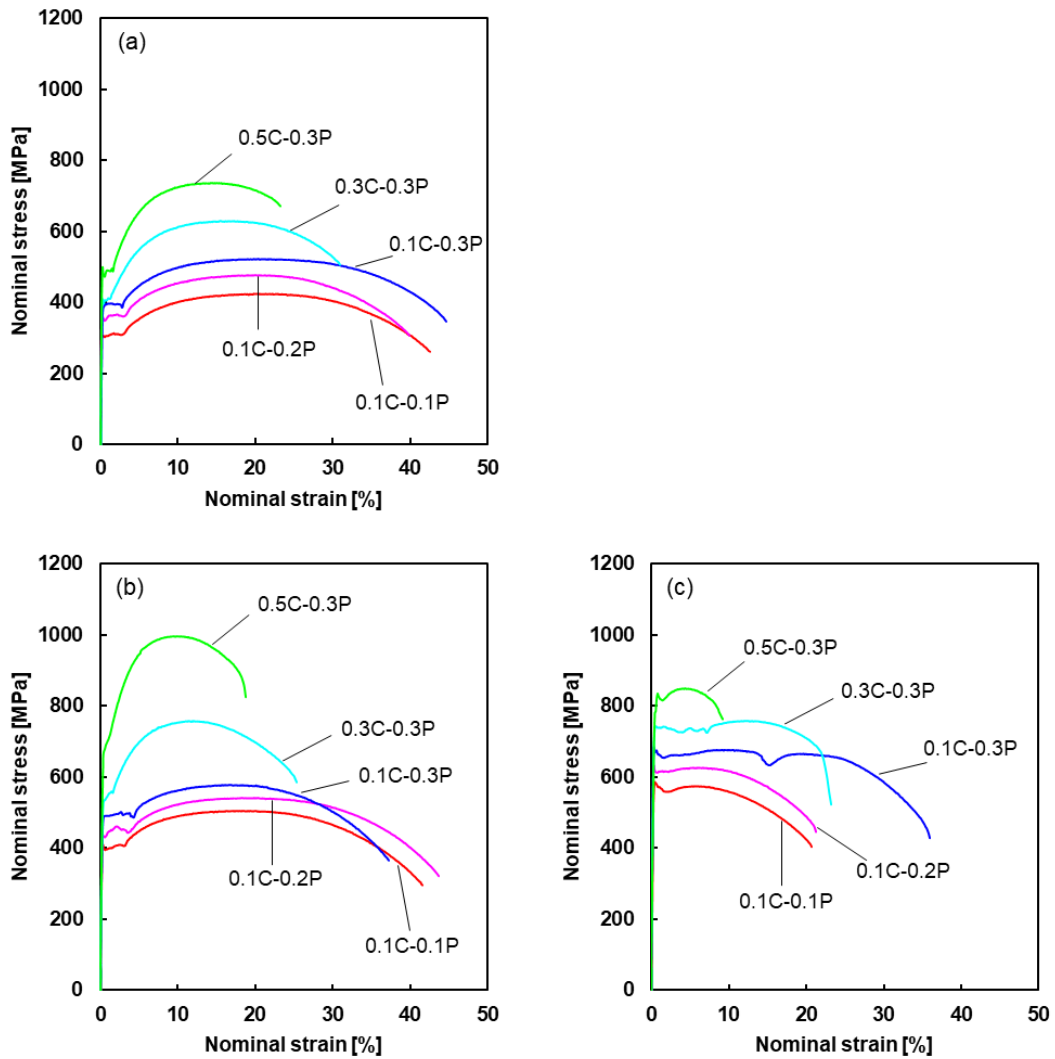 (a)
1200
1000
800
600
400
200
0
Nominal stress [MPa]
0.5C-0.3P
0.3C-0.3P
0.1C-0.3P
0.1C-0.2P
0.1C-0.1P
0 10 20 30 40 50
Nominal strain [%]
(b)
1200
1000
800
600
400
200
0
Nominal stress [MPa]
0.5C-0.3P
0.3C-0.3P
0.1C-0.3P
0.1C-0.2P
0.1C-0.1P
0 10 20 30 40 50
Nominal strain [%]
(c)
1200
1000
800
600
400
200
0
Nominal stress [MPa]
0.5C-0.3P
0.3C-0.3P
0.1C-0.3P
0.1C-0.2P
0.1C-0.1P
0 10 20 30 40 50
Nominal strain [%]